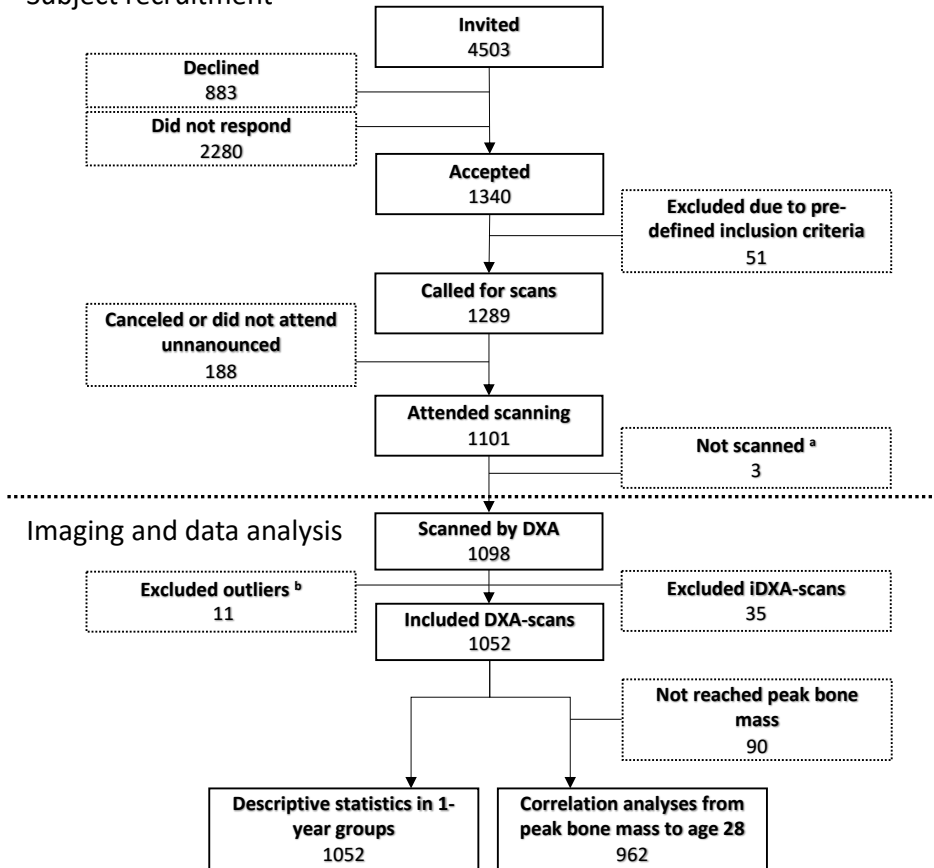 Subject recruitment
Invited
4503
Declined
883
Did not respond
2280
Accepted
1340
Excluded due to pre-
defined inclusion criteria
51
Called for scans
1289
Canceled or did not attend
unnanounced
188
Attended scanning
1101
Not scanned ᵃ
3
Imaging and data analysis
Scanned by DXA
1098
Excluded outliers ᵇ
11
Excluded iDXA-scans
35
Included DXA-scans
1052
Not reached peak bone
mass
90
Descriptive statistics in 1-
year groups
1052
Correlation analyses from
peak bone mass to age 28
962